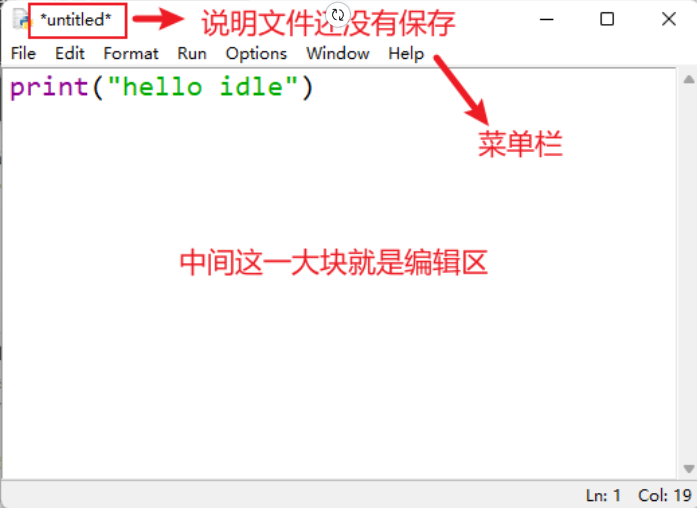 *untitled*
说明文件还没有保存
File Edit Format Run Options Window Help
print("hello idle")
菜单栏
中间这一大块就是编辑区
Ln: 1 Col: 19